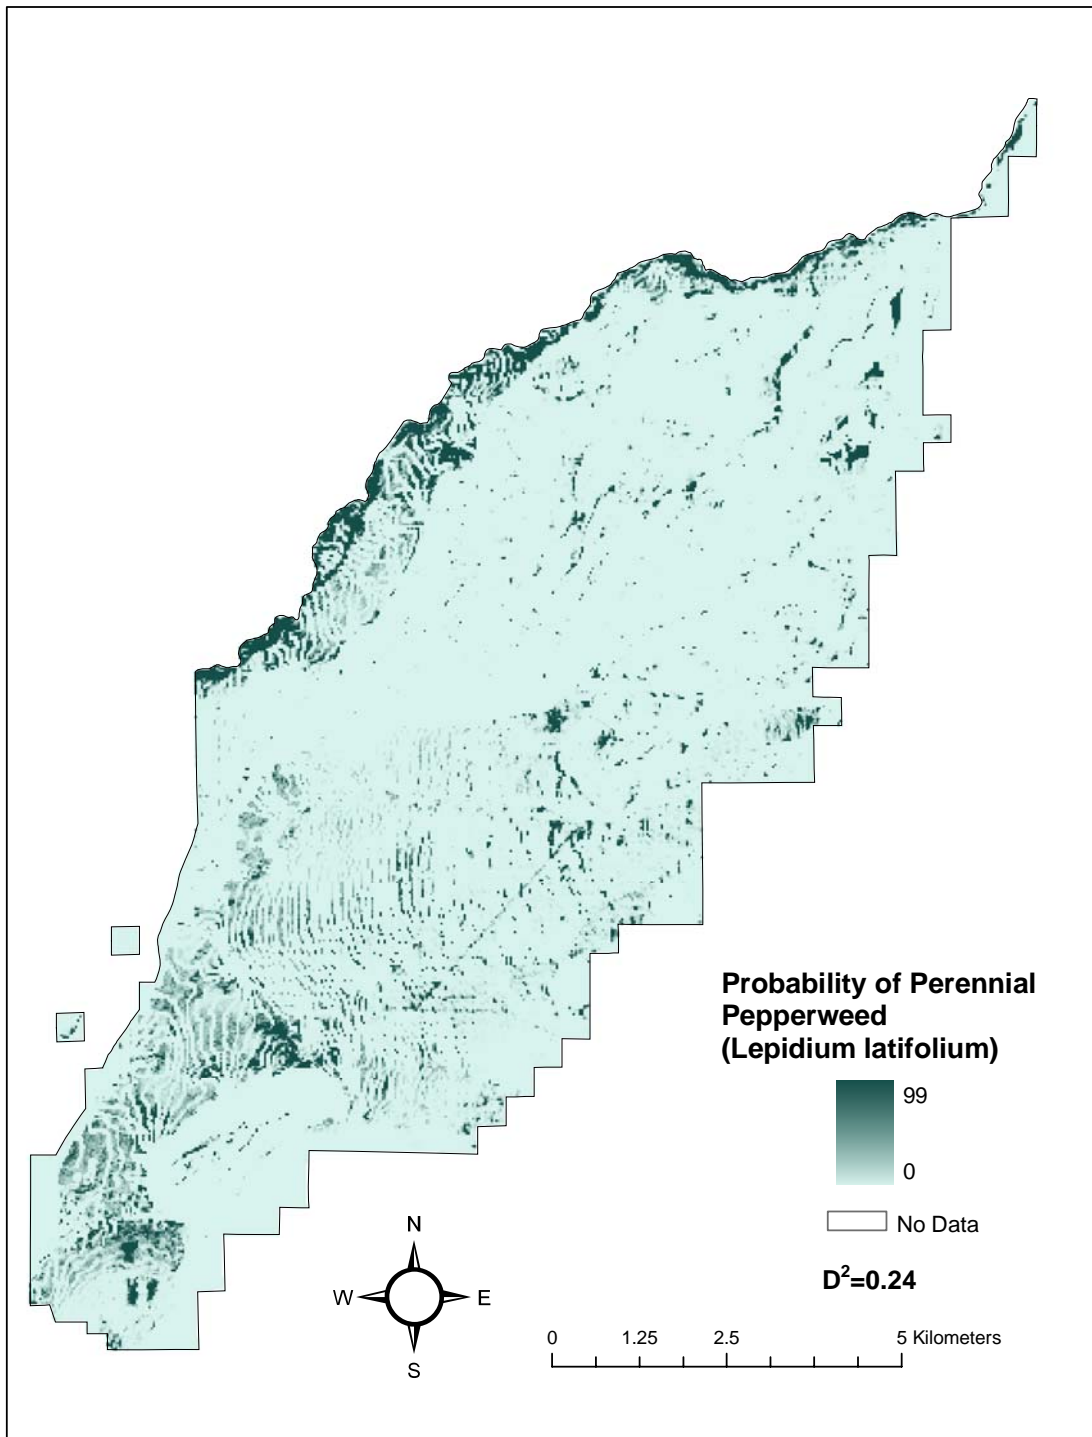 Probability of Perennial
Pepperweed
(Lepidium latifolium)
99
0
No Data
D²=0.24
N
W
E
S
0
1.25
2.5
5 Kilometers